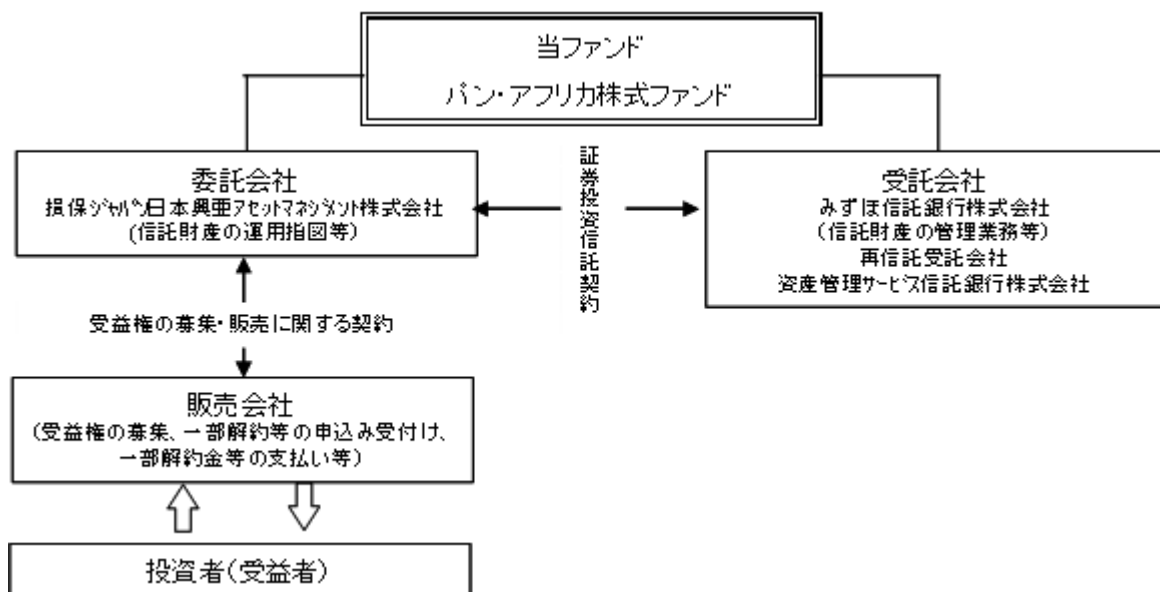 当ファンド
パン・アフリカ株式ファンド
委託会社
損保ジャパン日本興亜アセットマネジメント株式会社
(信託財産の運用指図等)
証券投資信託契約
受託会社
みずほ信託銀行株式会社
(信託財産の管理業務等)
再信託受託会社
資産管理サービス信託銀行株式会社
受益権の募集・販売に関する契約
販売会社
(受益権の募集、一部解約等の申込み受付け、
一部解約金等の支払い等)
投資者(受益者)